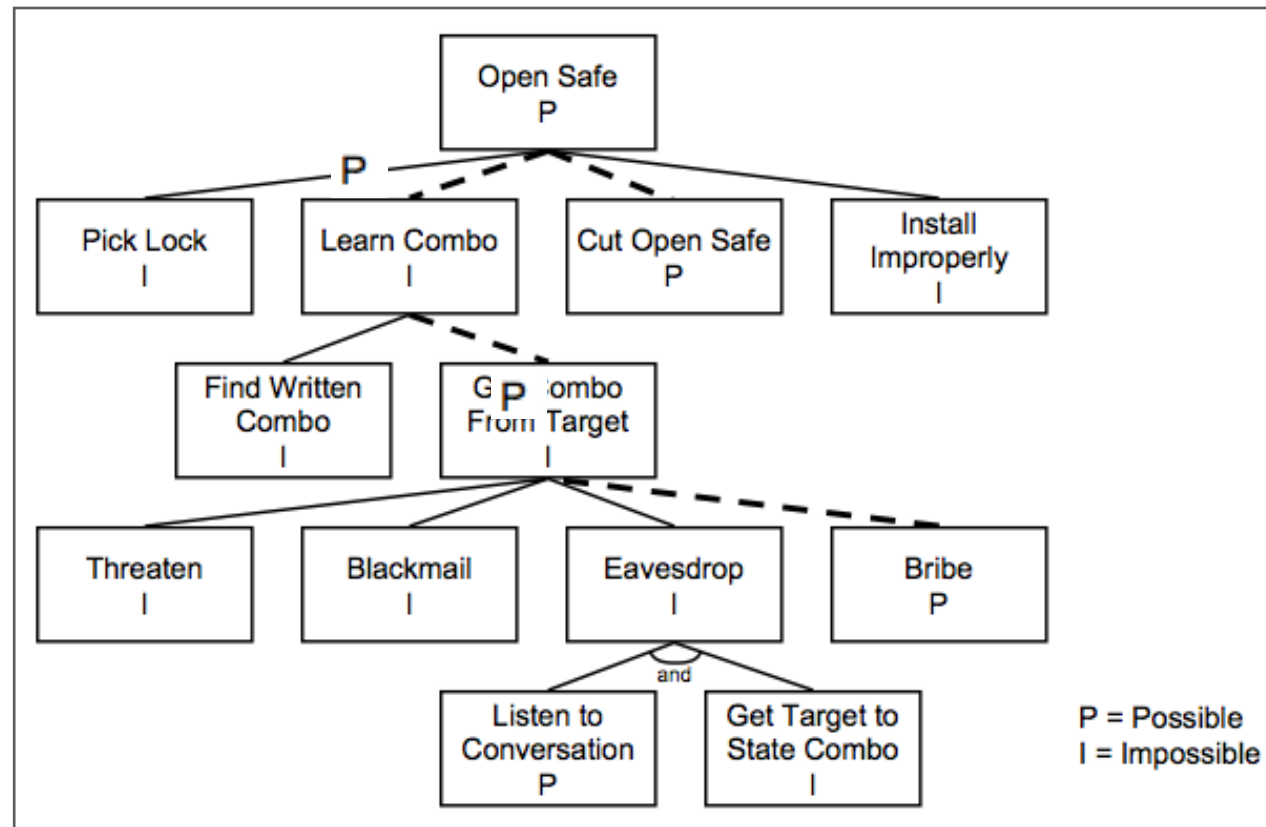 Open Safe
P
P
Pick Lock
I
Learn Combo
I
Cut Open Safe
P
Install
Improperly
I
Find Written
Combo
I
P
From Target
I
Threaten
I
Blackmail
I
Eavesdrop
I
Bribe
P
and
Listen to
Conversation
P
Get Target to
State Combo
I
P = Possible
I = Impossible